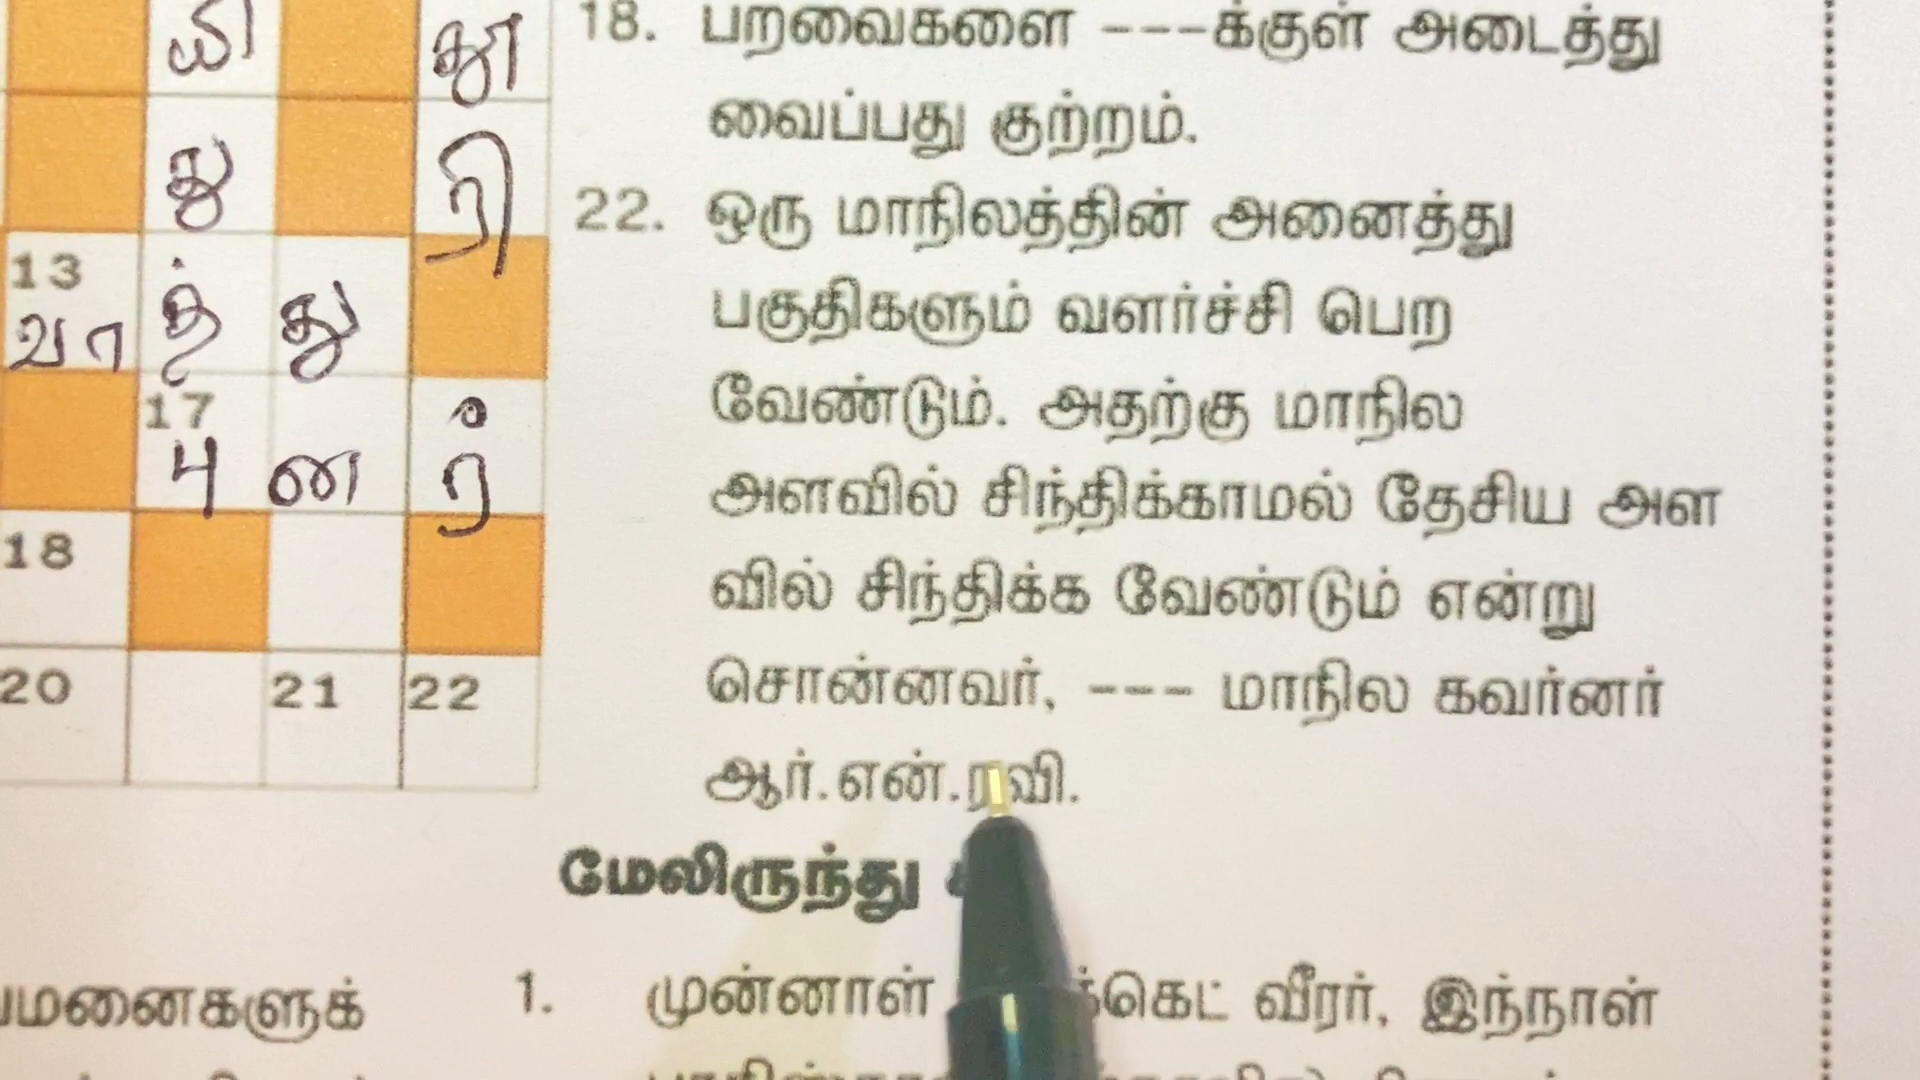 யி
தூ
து
ரி
13
வா த் து
17
பு ன ர்
18
20 21 22
18. பறவைகளை ---க்குள் அடைத்து
வைப்பது குற்றம்.
22. ஒரு மாநிலத்தின் அனைத்து
பகுதிகளும் வளர்ச்சி பெற
வேண்டும். அதற்கு மாநில
அளவில் சிந்திக்காமல் தேசிய அள
வில் சிந்திக்க வேண்டும் என்று
சொன்னவர், --- மாநில கவர்னர்
ஆர்.என்.ரவி.
மேலிருந்து
மனைகளுக்
1. முன்னாள் வீரர். இந்நாள்